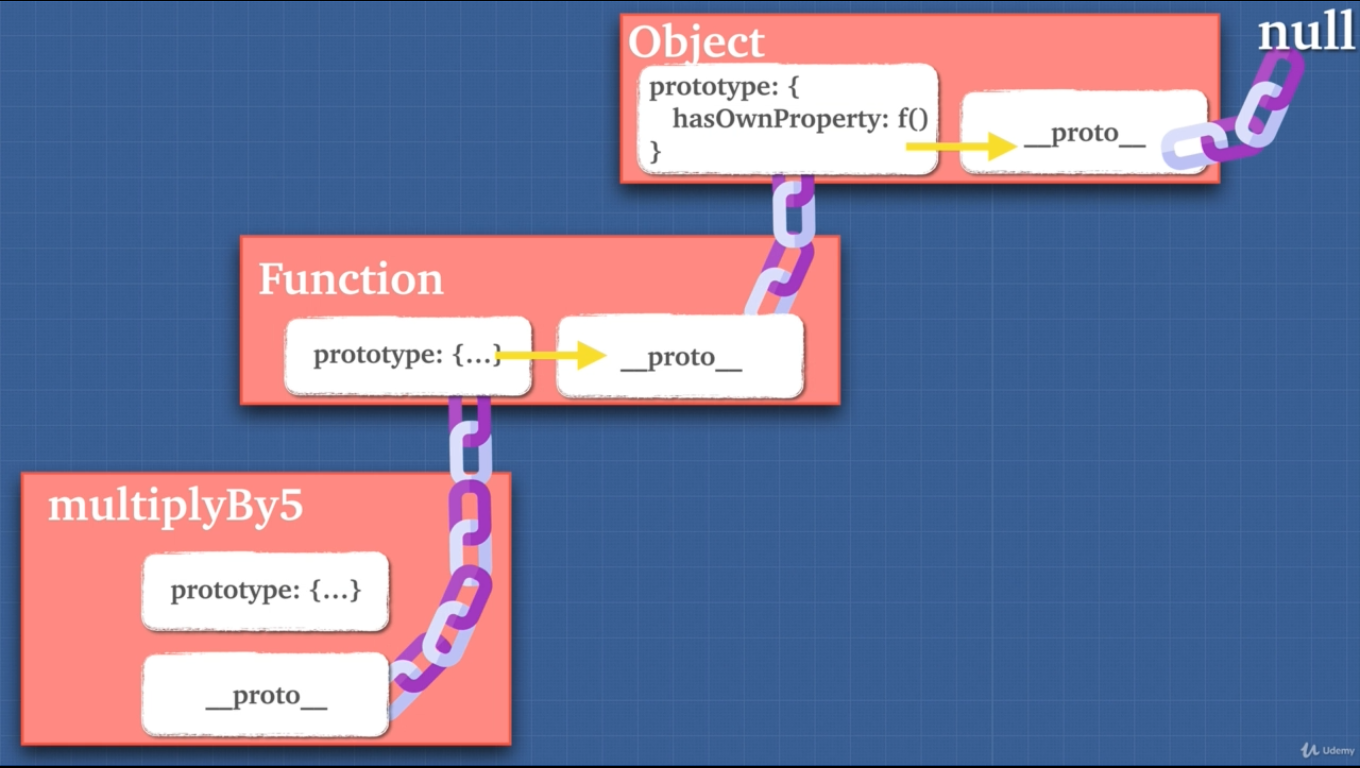 Object
null
prototype: {
hasOwnProperty: f()
}
__proto__
Function
prototype: {...}
__proto__
multiplyBy5
prototype: {...}
__proto__
Udemy